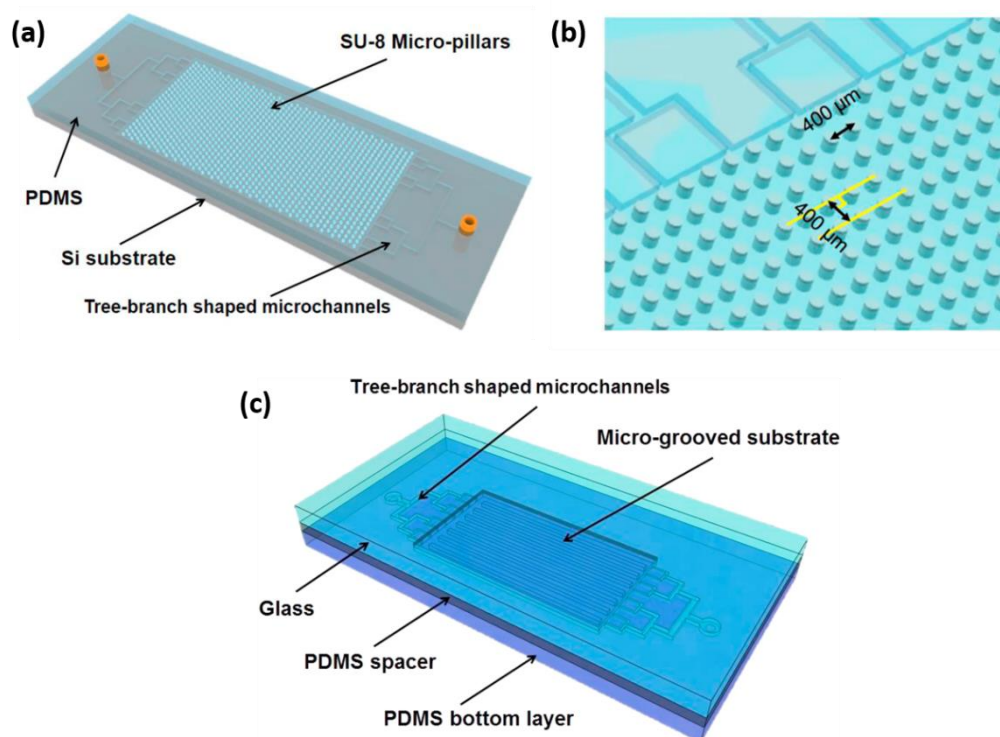 (a)
SU-8 Micro-pillars
PDMS
Si substrate
Tree-branch shaped microchannels
(b)
400 μm
400 μm
(c)
Tree-branch shaped microchannels
Micro-grooved substrate
Glass
PDMS spacer
PDMS bottom layer